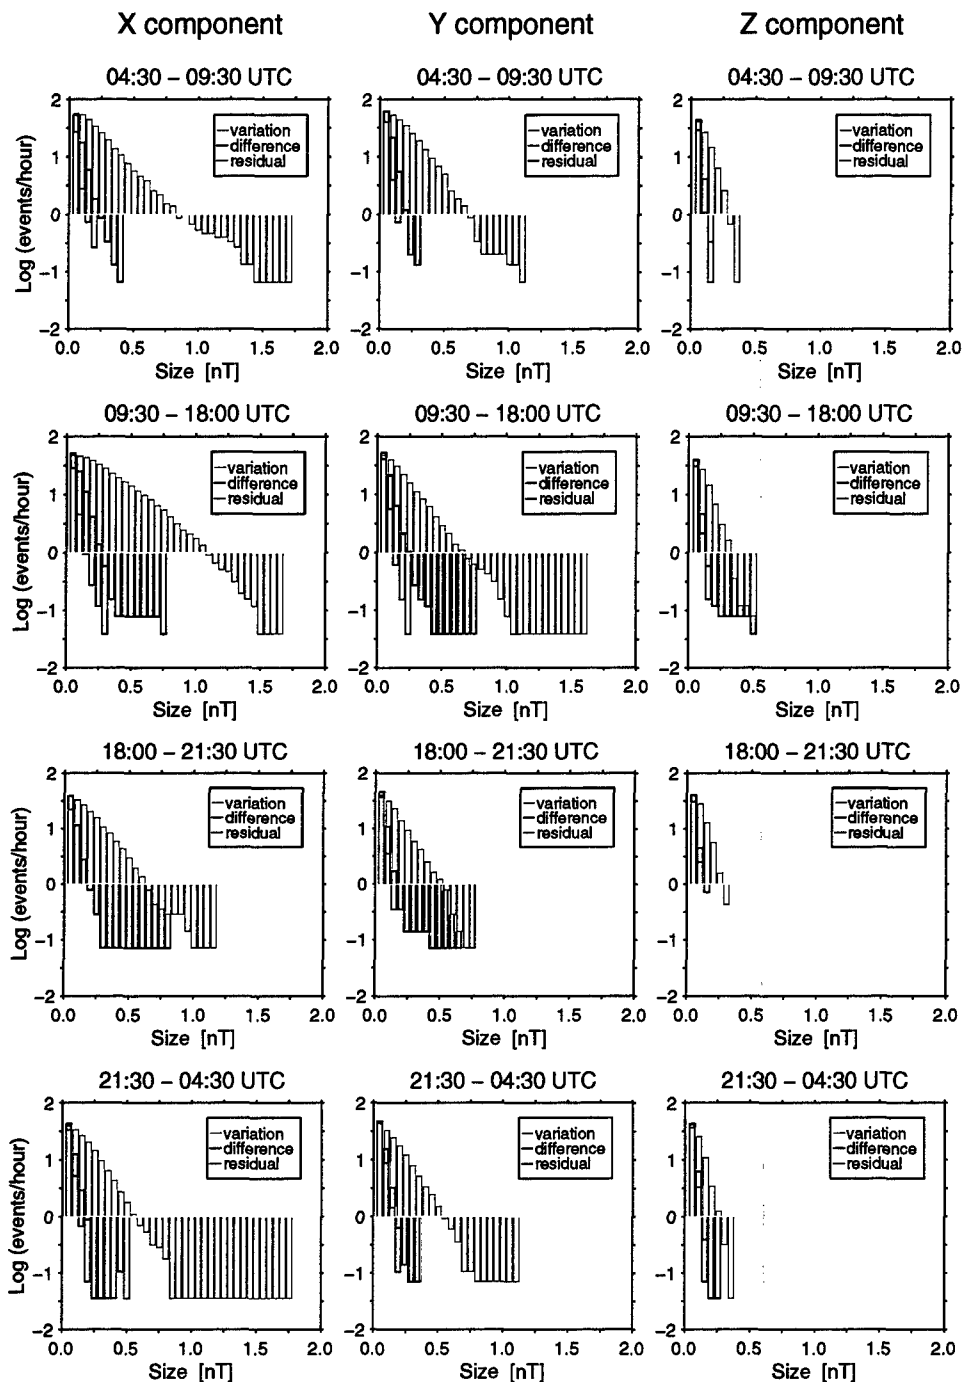 X component Y component Z component
04:30 – 09:30 UTC 04:30 – 09:30 UTC 04:30 – 09:30 UTC
Log (events/hour)
2 1 0 −1 −2
variation
difference
residual
2 1 0 −1 −2
variation
difference
residual
2 1 0 −1 −2
variation
difference
residual
0.0 0.5 1.0 1.5 2.0 0.0 0.5 1.0 1.5 2.0 0.0 0.5 1.0 1.5 2.0
Size [nT] Size [nT] Size [nT]
09:30 – 18:00 UTC 09:30 – 18:00 UTC 09:30 – 18:00 UTC
Log (events/hour)
2 1 0 −1 −2
variation
difference
residual
2 1 0 −1 −2
variation
difference
residual
2 1 0 −1 −2
variation
difference
residual
0.0 0.5 1.0 1.5 2.0 0.0 0.5 1.0 1.5 2.0 0.0 0.5 1.0 1.5 2.0
Size [nT] Size [nT] Size [nT]
18:00 – 21:30 UTC 18:00 – 21:30 UTC 18:00 – 21:30 UTC
Log (events/hour)
2 1 0 −1 −2
variation
difference
residual
2 1 0 −1 −2
variation
difference
residual
2 1 0 −1 −2
variation
difference
residual
0.0 0.5 1.0 1.5 2.0 0.0 0.5 1.0 1.5 2.0 0.0 0.5 1.0 1.5 2.0
Size [nT] Size [nT] Size [nT]
21:30 – 04:30 UTC 21:30 – 04:30 UTC 21:30 – 04:30 UTC
Log (events/hour)
2 1 0 −1 −2
variation
difference
residual
2 1 0 −1 −2
variation
difference
residual
2 1 0 −1 −2
variation
difference
residual
0.0 0.5 1.0 1.5 2.0 0.0 0.5 1.0 1.5 2.0 0.0 0.5 1.0 1.5 2.0
Size [nT] Size [nT] Size [nT]